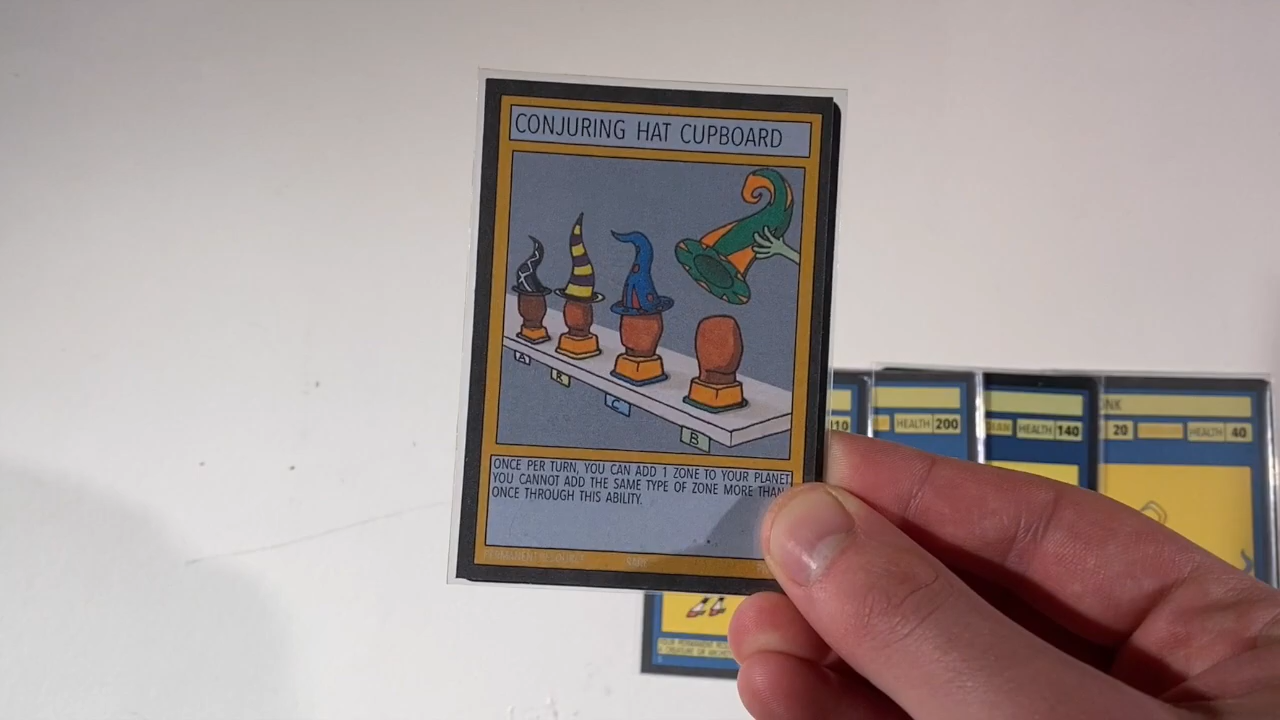 CONJURING HAT CUPBOARD
A
C
B
ONCE PER TURN, YOU CAN ADD 1 ZONE TO YOUR PLANET
YOU CANNOT ADD THE SAME TYPE OF ZONE MORE THAN
ONCE THROUGH THIS ABILITY.
HEALTH 200
HEALTH 140
20
HEALTH 40